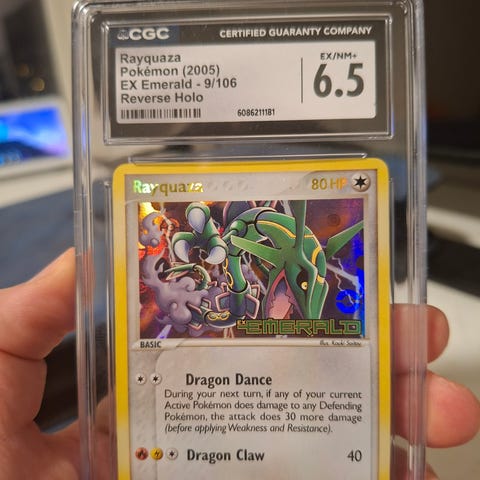 CGC CERTIFIED GUARANTY COMPANY
Rayquaza
Pokémon (2005)
EX Emerald - 9/106
Reverse Holo
EX/NM+
6.5
6086211181
Rayquaza 80 HP
EMERALD
BASIC
Illus. Kouki Saitou
Dragon Dance
During your next turn, if any of your current
Active Pokémon does damage to any Defending
Pokémon, the attack does 30 more damage
(before applying Weakness and Resistance).
Dragon Claw 40